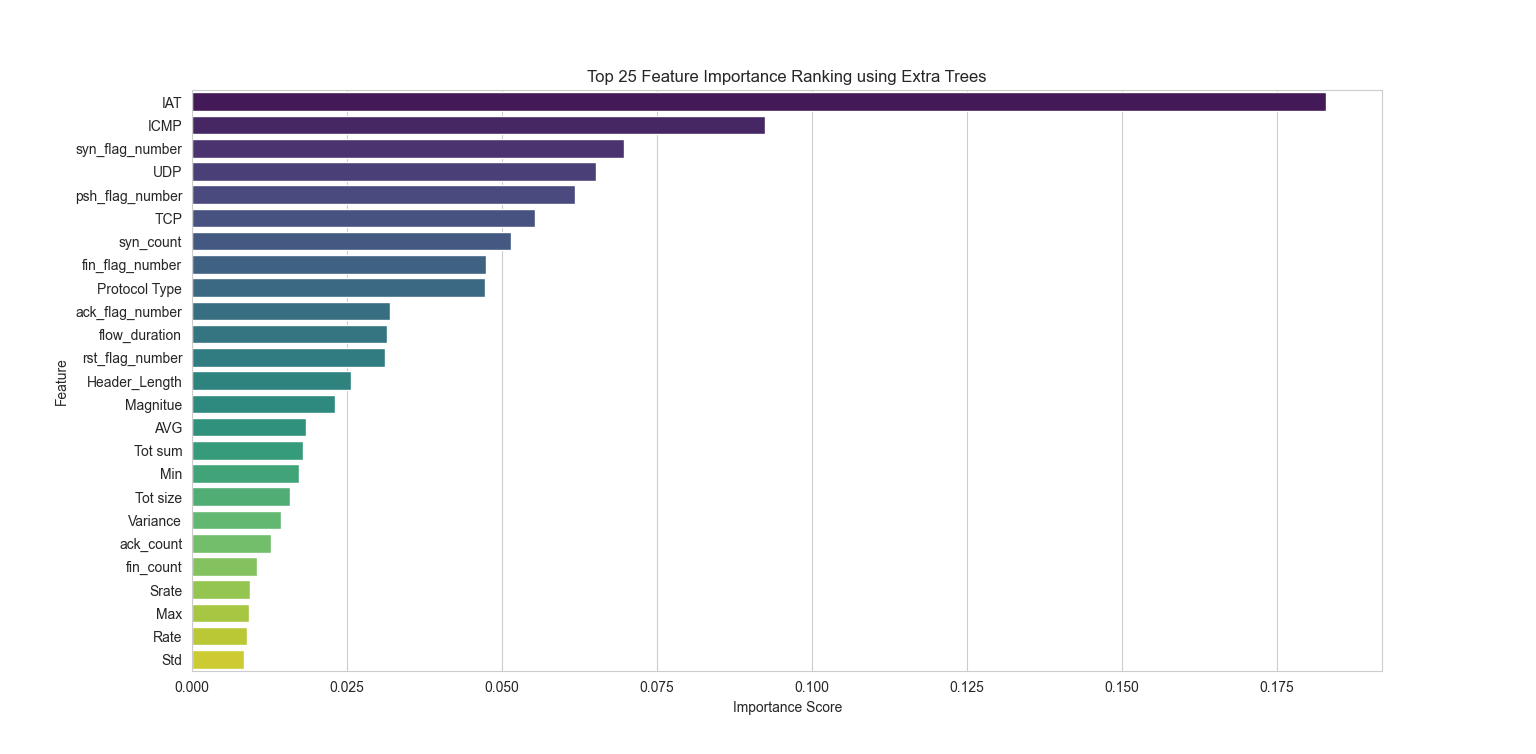 Top 25 Feature Importance Ranking using Extra Trees
IAT
ICMP
syn_flag_number
UDP
psh_flag_number
TCP
syn_count
fin_flag_number
Protocol Type
ack_flag_number
flow_duration
rst_flag_number
Header_Length
Magnitue
AVG
Tot sum
Min
Tot size
Variance
ack_count
fin_count
Srate
Max
Rate
Std
Feature
0.000 0.025 0.050 0.075 0.100 0.125 0.150 0.175
Importance Score